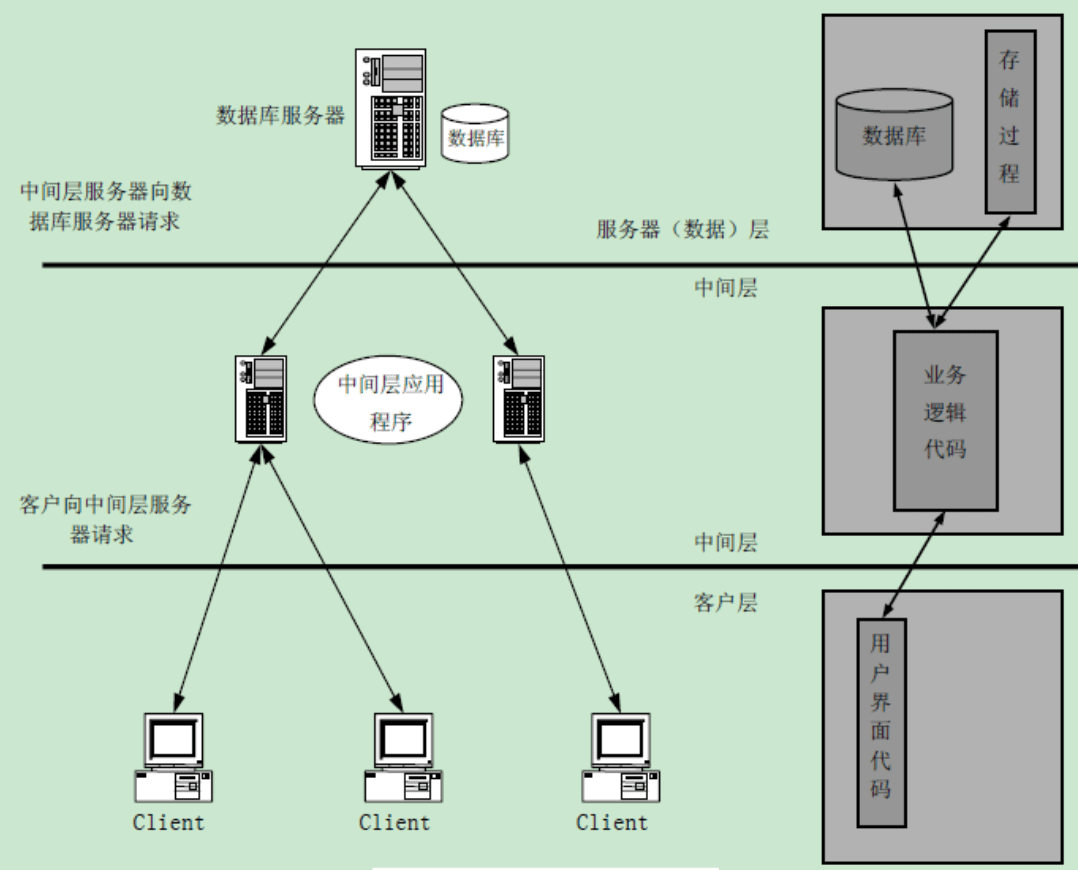 数据库服务器
数据库
中间层服务器向数
据库服务器请求
服务器（数据）层
数据库
存
储
过
程
中间层
中间层应用
程序
业务
逻辑
代码
客户向中间层服务
器请求
中间层
客户层
用
户
界
面
代
码
Client
Client
Client